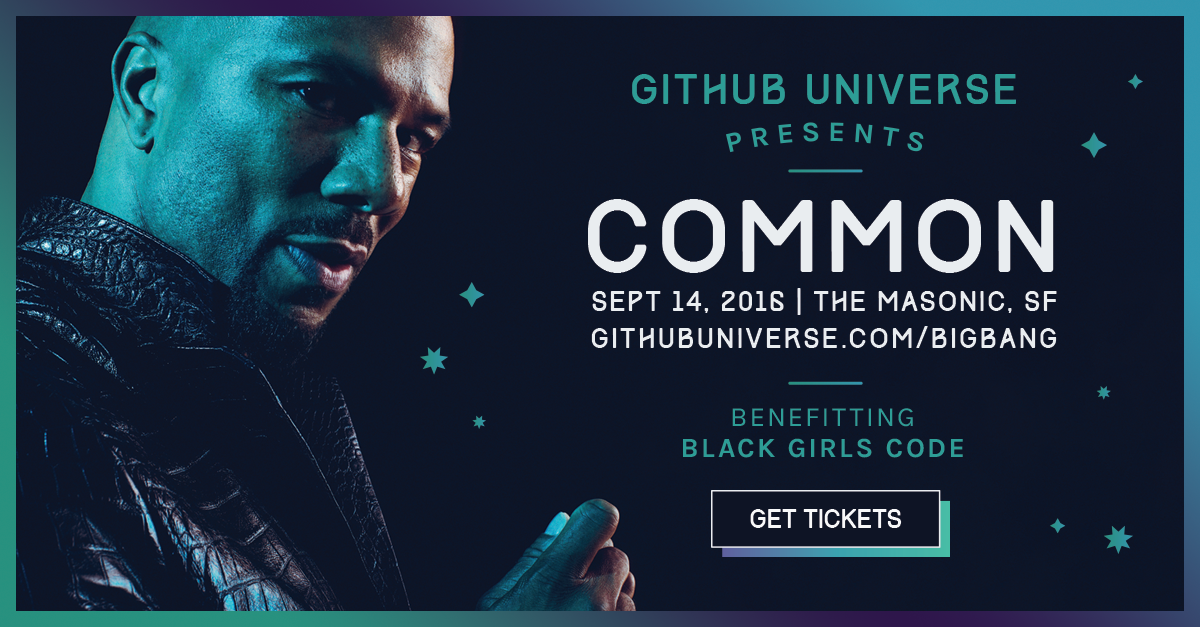 GITHUB UNIVERSE
PRESENTS
COMMON
SEPT 14, 2016 | THE MASONIC, SF
GITHUBUNIVERSE.COM/BIGBANG
BENEFITTING
BLACK GIRLS CODE
GET TICKETS